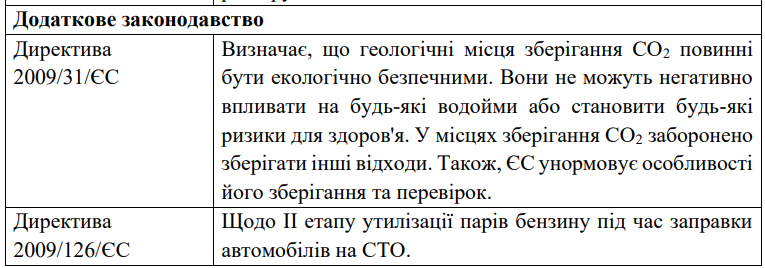 Додаткове законодавство
Директива
2009/31/ЄС
Визначає, що геологічні місця зберігання CO₂ повинні
бути екологічно безпечними. Вони не можуть негативно
впливати на будь-які водойми або становити будь-які
ризики для здоров'я. У місцях зберігання CO₂ заборонено
зберігати інші відходи. Також, ЄС унормовує особливості
його зберігання та перевірок.
Директива
2009/126/ЄС
Щодо II етапу утилізації парів бензину під час заправки
автомобілів на СТО.